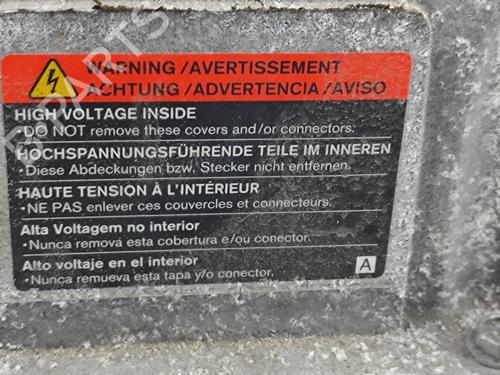 WARNING /AVERTISSEMENT
ACHTUNG /ADVERTENCIA /AVISO
HIGH VOLTAGE INSIDE
•DO NOT remove these covers and/or connectors.
HOCHSPANNUNGSFÜHRENDE TEILE IM INNEREN
•Diese Abdeckungen bzw. Stecker nicht entfernen.
HAUTE TENSION À L'INTÉRIEUR
•NE PAS enlever ces couvercles et connecteurs.
Alta Voltagem no interior
•Nunca remova esta cobertura e/ou conector.
Alto voltaje en el interior
•Nunca remueva esta tapa y/o conector.
A